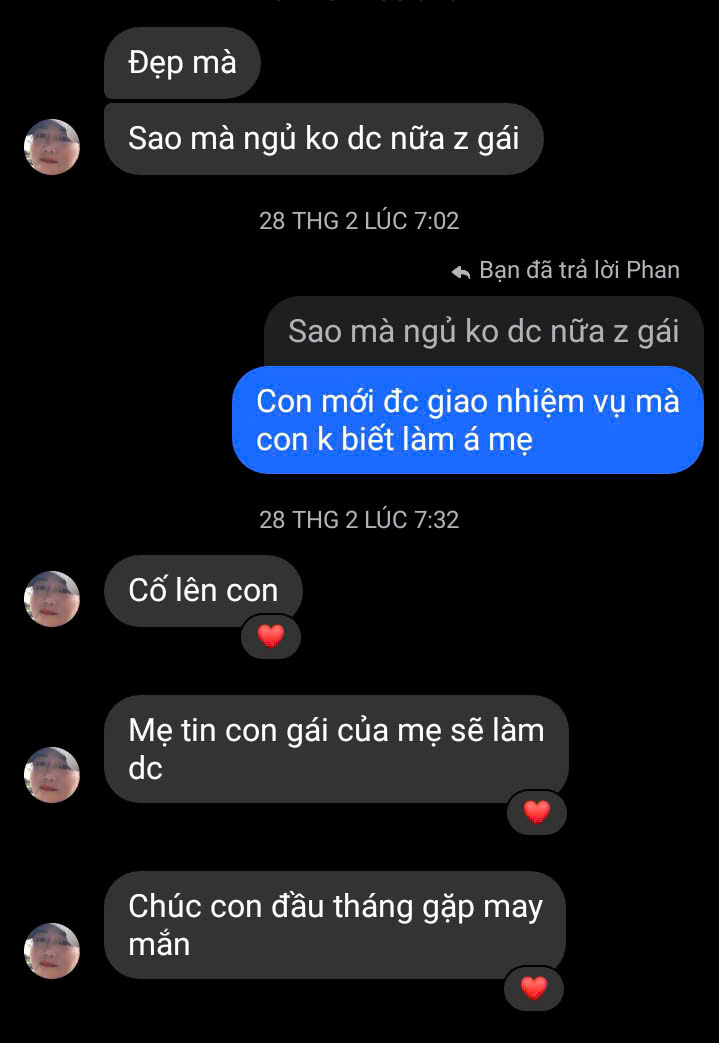 Đẹp mà
Sao mà ngủ ko dc nữa z gái
28 THG 2 LÚC 7:02
Bạn đã trả lời Phan
Sao mà ngủ ko dc nữa z gái
Con mới đc giao nhiệm vụ mà
con k biết làm á mẹ
28 THG 2 LÚC 7:32
Cố lên con
Mẹ tin con gái của mẹ sẽ làm
dc
Chúc con đầu tháng gặp may
mắn